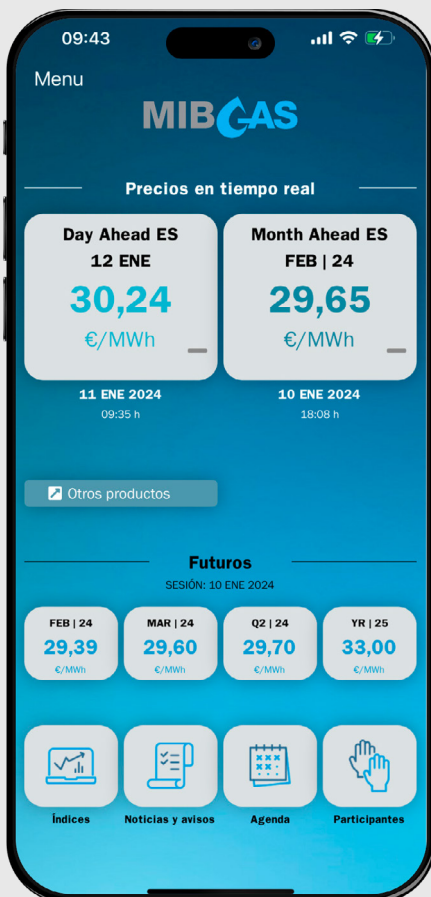 09:43
Menu
MIBGAS
Precios en tiempo real
Day Ahead ES
12 ENE
30,24
€/MWh
Month Ahead ES
FEB | 24
29,65
€/MWh
11 ENE 2024
09:35 h
10 ENE 2024
18:08 h
Otros productos
Futuros
SESIÓN: 10 ENE 2024
FEB | 24
29,39
€/MWh
MAR | 24
29,60
€/MWh
Q2 | 24
29,70
€/MWh
YR | 25
33,00
€/MWh
Índices
Noticias y avisos
Agenda
Participantes